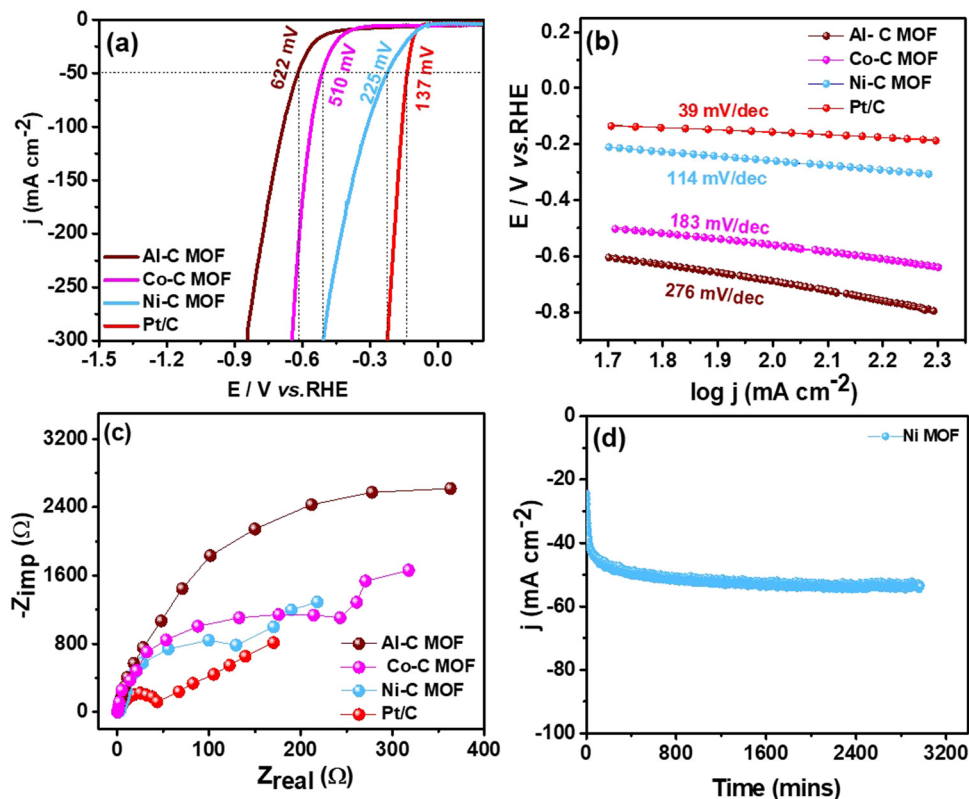 (a)
622 mV
510 mV
225 mV
137 mV
0
-50
-100
-150
-200
-250
-300
j (mA cm-2)
Al-C MOF
Co-C MOF
Ni-C MOF
Pt/C
-1.5 -1.2 -0.9 -0.6 -0.3 0.0
E / V vs.RHE
(b)
Al- C MOF
Co-C MOF
Ni-C MOF
Pt/C
0.2
0.0
-0.2
-0.4
-0.6
-0.8
E / V vs.RHE
39 mV/dec
114 mV/dec
183 mV/dec
276 mV/dec
1.7 1.8 1.9 2.0 2.1 2.2 2.3
log j (mA cm-2)
(c)
3200
2400
1600
800
0
-Zimp (Ω)
Al-C MOF
Co-C MOF
Ni-C MOF
Pt/C
0 100 200 300 400
Zreal (Ω)
(d)
Ni MOF
0
-20
-40
-60
-80
-100
j (mA cm-2)
0 800 1600 2400 3200
Time (mins)